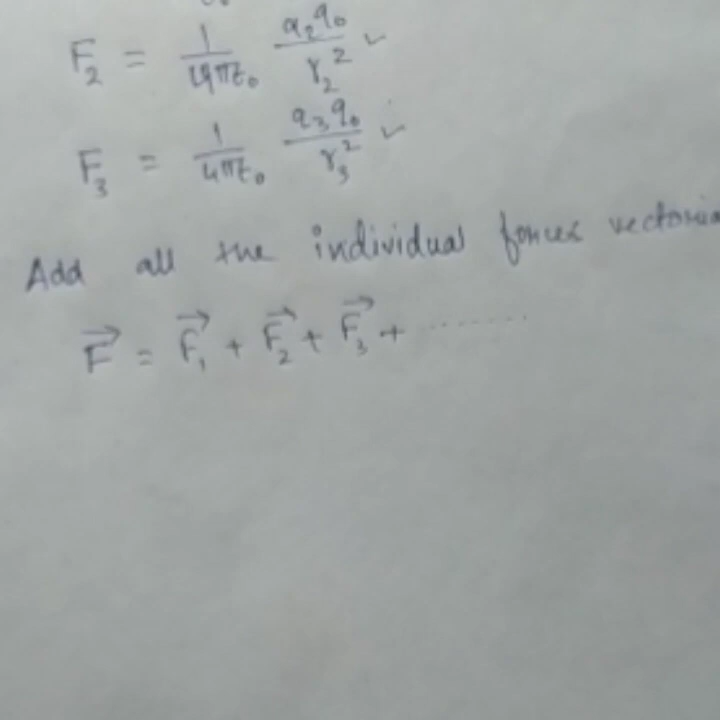 F₂ = 1/4πε₀ q₂q₀/r₂² ✓
F₃ = 1/4πε₀ q₃q₀/r₃² ✓
Add all the individual forces
F⃗ = F⃗₁ + F⃗₂ + F⃗₃ + ........